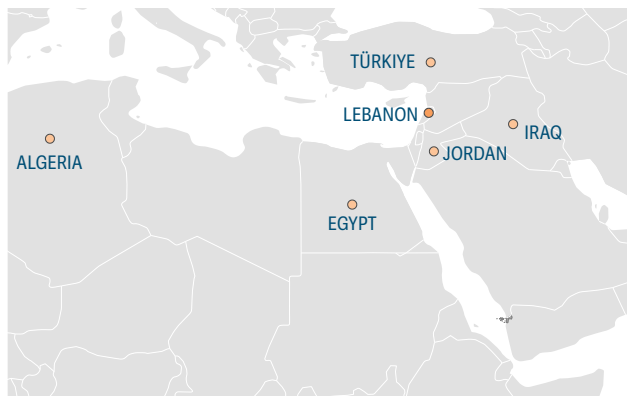 TÜRKIYE
LEBANON
IRAQ
JORDAN
ALGERIA
EGYPT